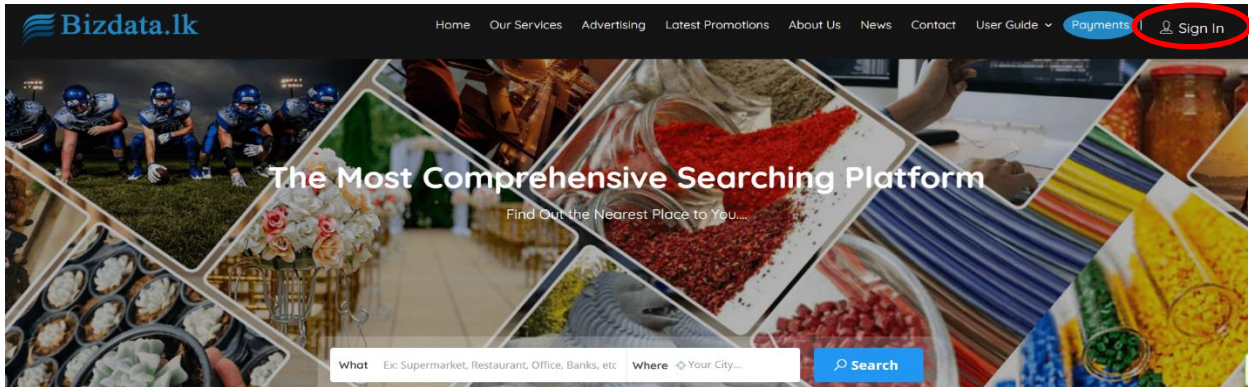 Bizdata.lk
Home Our Services Advertising Latest Promotions About Us News Contact User Guide Payments Sign In
The Most Comprehensive Searching Platform
Find Out the Nearest Place to You....
What Ex: Supermarket, Restaurant, Office, Banks, etc Where Your City... Search